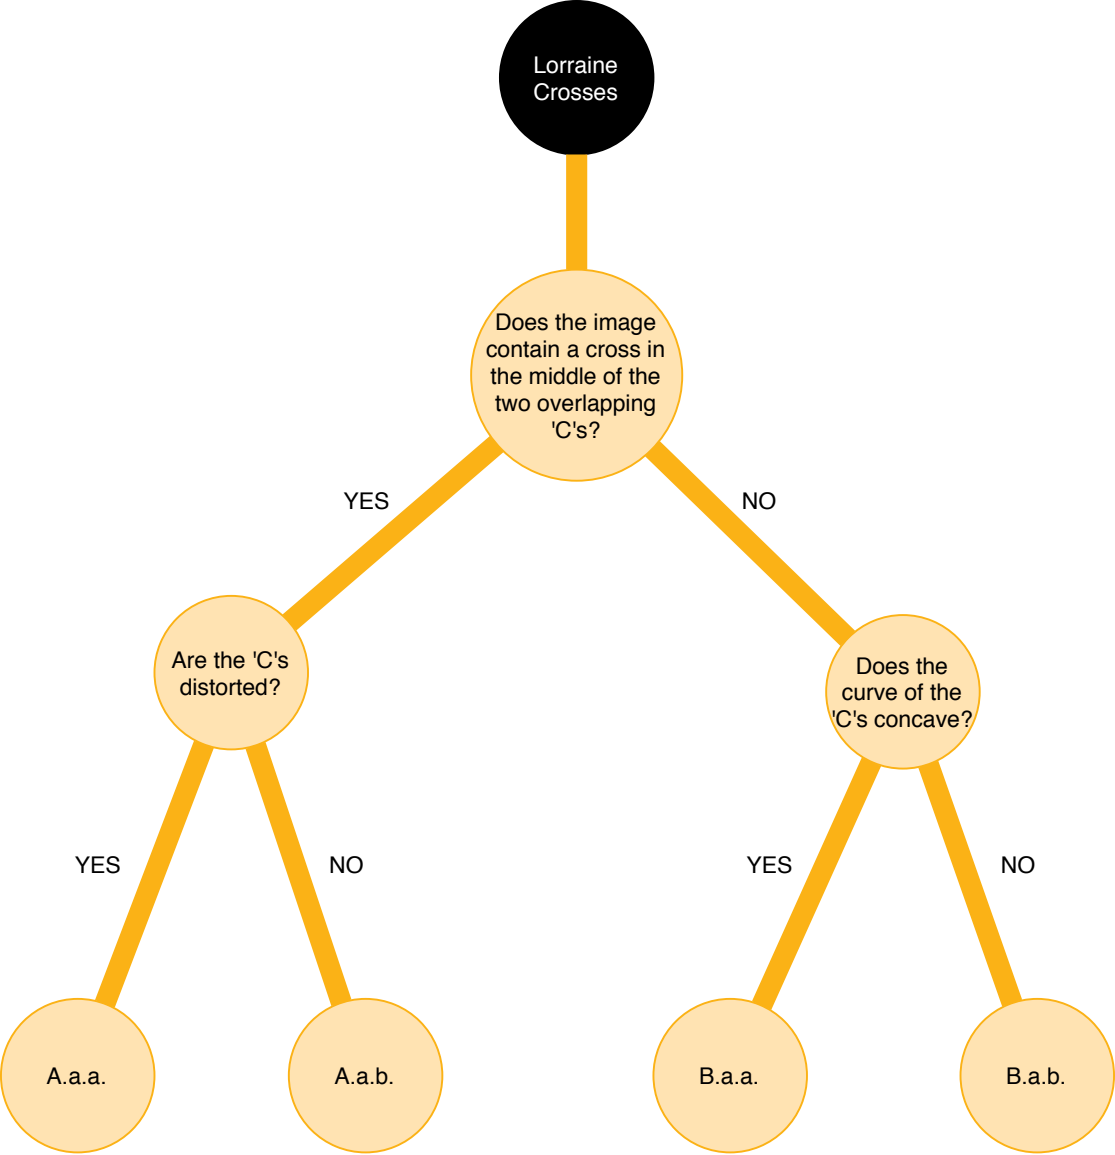 Lorraine
Crosses
Does the image
contain a cross in
the middle of the
two overlapping
'C's?
YES
NO
Are the 'C's
distorted?
Does the
curve of the
'C's concave?
YES
NO
YES
NO
A.a.a.
A.a.b.
B.a.a.
B.a.b.